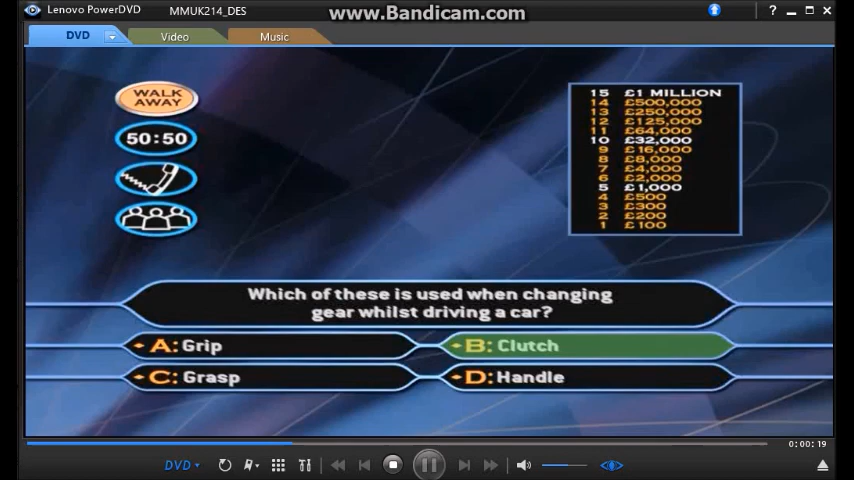 Lenovo PowerDVD
MMUK214_DES
www.Bandicam.com
?
DVD
Video
Music
WALK
AWAY
50:50
15 £1 MILLION
14 £500,000
13 £250,000
12 £125,000
11 £64,000
10 £32,000
9 £16,000
8 £8,000
7 £4,000
6 £2,000
5 £1,000
4 £500
3 £300
2 £200
1 £100
Which of these is used when changing
gear whilst driving a car?
A: Grip
B: Clutch
C: Grasp
D: Handle
0:00:19
DVD